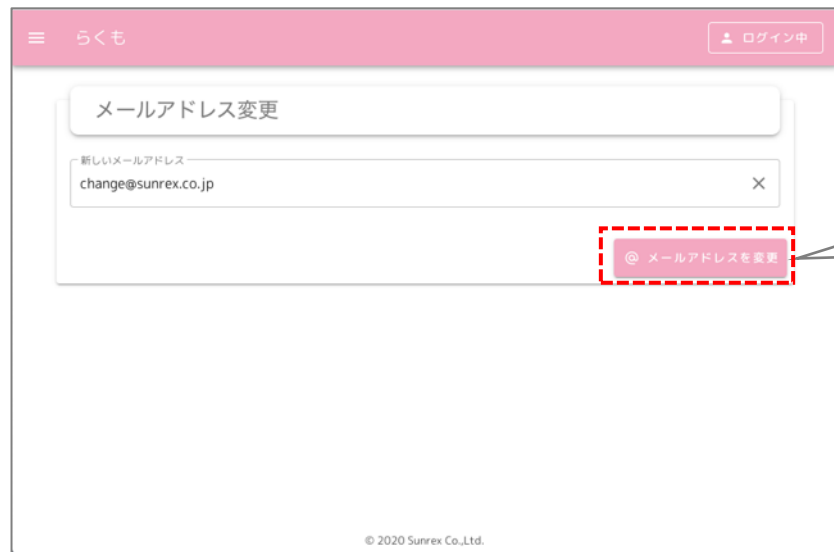 らくも
ログイン中
メールアドレス変更
新しいメールアドレス
change@sunrex.co.jp
@ メールアドレスを変更
© 2020 Sunrex Co.,Ltd.